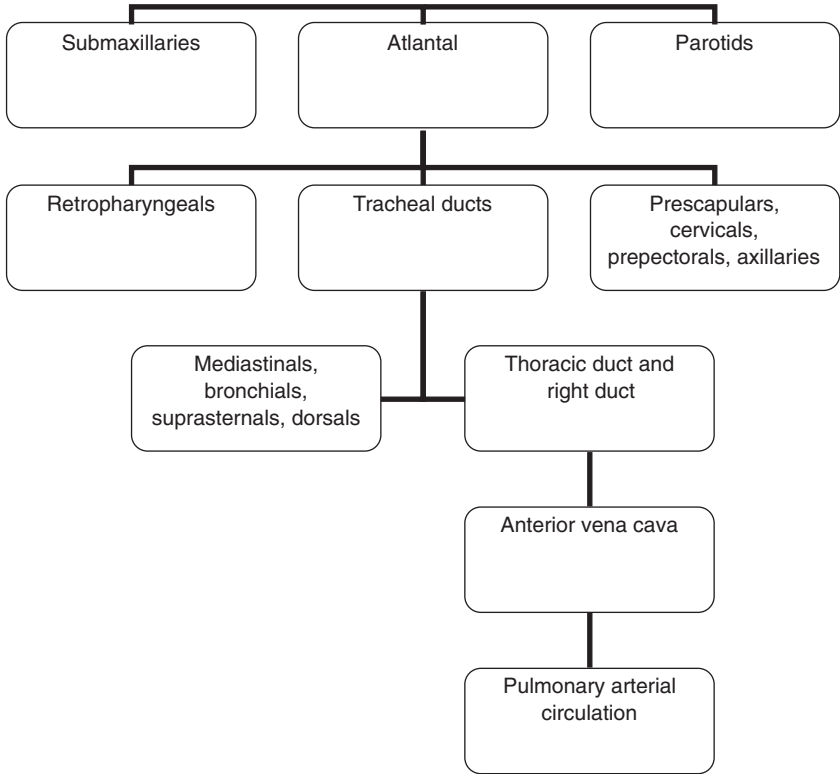 Submaxillaries
Atlantal
Parotids
Retropharyngeals
Tracheal ducts
Prescapulars,
cervicals,
prepectorals, axillaries
Mediastinals,
bronchials,
suprasternals, dorsals
Thoracic duct and
right duct
Anterior vena cava
Pulmonary arterial
circulation